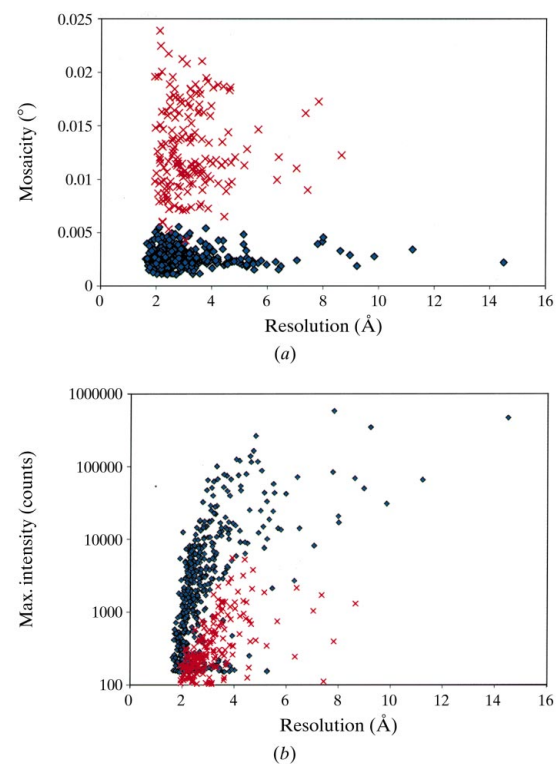 0.025
0.02
0.015
0.01
0.005
0
Mosaicity (°)
0 2 4 6 8 10 12 14 16
Resolution (Å)
(a)
1000000
100000
10000
1000
100
Max. intensity (counts)
0 2 4 6 8 10 12 14 16
Resolution (Å)
(b)